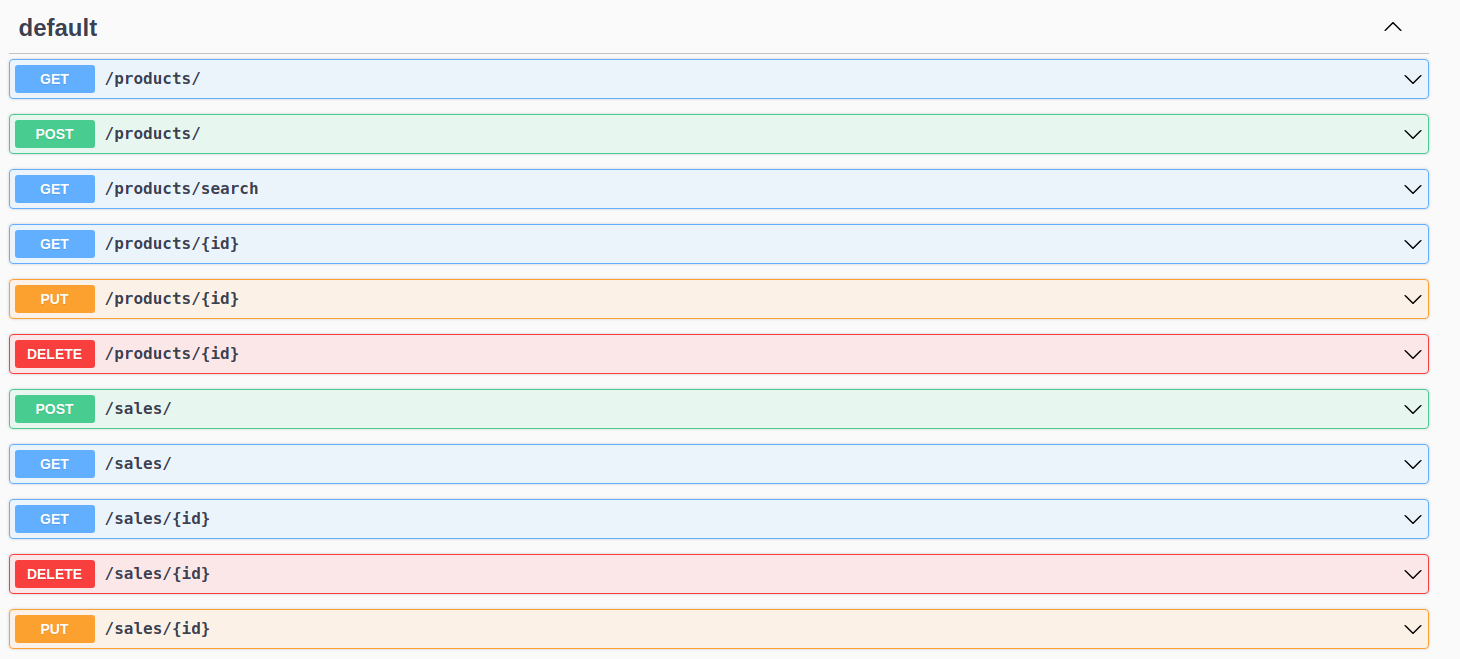 default
GET /products/
POST /products/
GET /products/search
GET /products/{id}
PUT /products/{id}
DELETE /products/{id}
POST /sales/
GET /sales/
GET /sales/{id}
DELETE /sales/{id}
PUT /sales/{id}